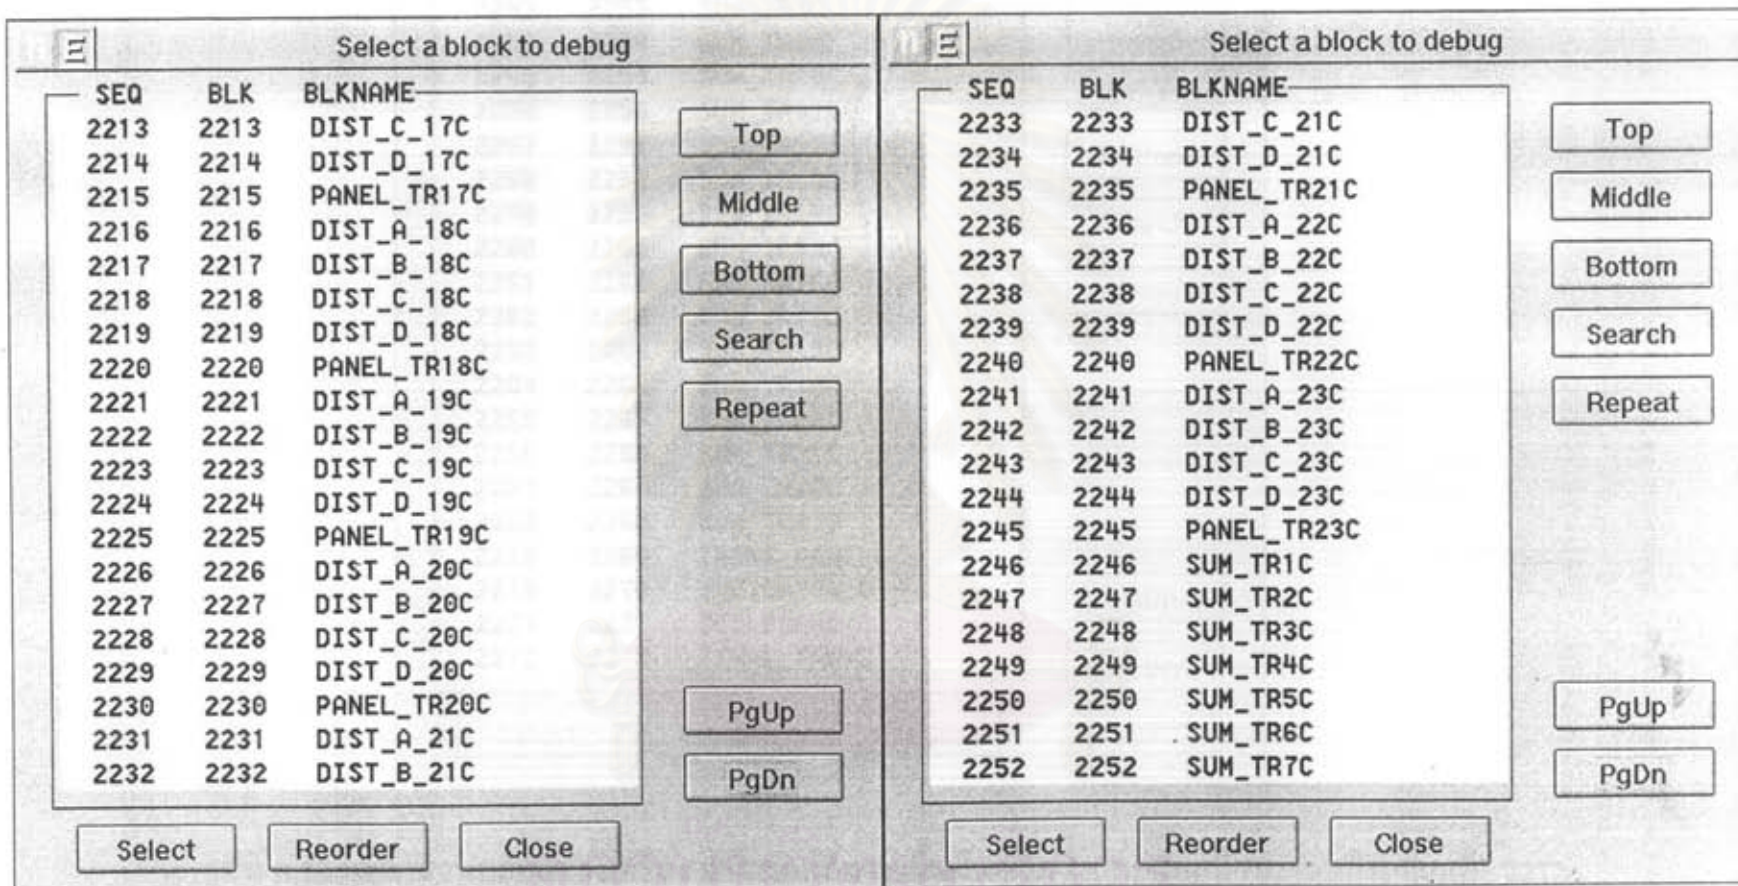 Select a block to debug
SEQ BLK BLKNAME
2213 2213 DIST_C_17C
2214 2214 DIST_D_17C
2215 2215 PANEL_TR17C
2216 2216 DIST_A_18C
2217 2217 DIST_B_18C
2218 2218 DIST_C_18C
2219 2219 DIST_D_18C
2220 2220 PANEL_TR18C
2221 2221 DIST_A_19C
2222 2222 DIST_B_19C
2223 2223 DIST_C_19C
2224 2224 DIST_D_19C
2225 2225 PANEL_TR19C
2226 2226 DIST_A_20C
2227 2227 DIST_B_20C
2228 2228 DIST_C_20C
2229 2229 DIST_D_20C
2230 2230 PANEL_TR20C
2231 2231 DIST_A_21C
2232 2232 DIST_B_21C
Top
Middle
Bottom
Search
Repeat
PgUp
PgDn
Select Reorder Close
Select a block to debug
SEQ BLK BLKNAME
2233 2233 DIST_C_21C
2234 2234 DIST_D_21C
2235 2235 PANEL_TR21C
2236 2236 DIST_A_22C
2237 2237 DIST_B_22C
2238 2238 DIST_C_22C
2239 2239 DIST_D_22C
2240 2240 PANEL_TR22C
2241 2241 DIST_A_23C
2242 2242 DIST_B_23C
2243 2243 DIST_C_23C
2244 2244 DIST_D_23C
2245 2245 PANEL_TR23C
2246 2246 SUM_TR1C
2247 2247 SUM_TR2C
2248 2248 SUM_TR3C
2249 2249 SUM_TR4C
2250 2250 SUM_TR5C
2251 2251 SUM_TR6C
2252 2252 SUM_TR7C
Top
Middle
Bottom
Search
Repeat
PgUp
PgDn
Select Reorder Close